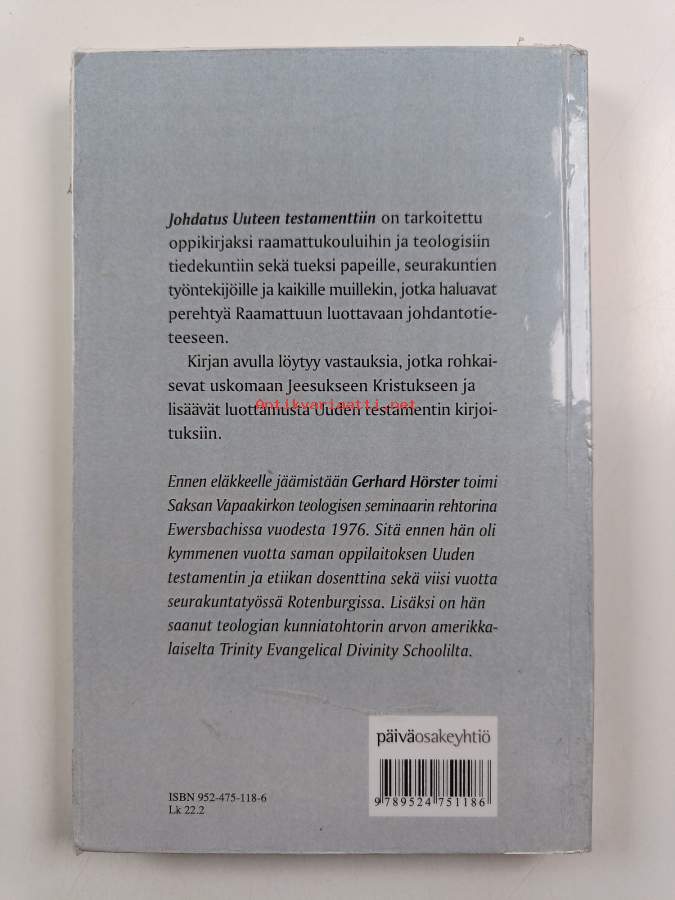 Johdatus Uuteen testamenttiin on tarkoitettu
oppikirjaksi raamattukouluihin ja teologisiin
tiedekuntiin sekä tueksi papeille, seurakuntien
työntekijöille ja kaikille muillekin, jotka haluavat
perehtyä Raamattuun luottavaan johdantotie-
teeseen.
Kirjan avulla löytyy vastauksia, jotka rohkai-
sevat uskomaan Jeesukseen Kristukseen ja
lisäävät luottamusta Uuden testamentin kirjoi-
tuksiin.
Antikvariaatti.net
Ennen eläkkeelle jäämistään Gerhard Hörster toimi
Saksan Vapaakirkon teologisen seminaarin rehtorina
Ewersbachissa vuodesta 1976. Sitä ennen hän oli
kymmenen vuotta saman oppilaitoksen Uuden
testamentin ja etiikan dosenttina sekä viisi vuotta
seurakuntatyössä Rotenburgissa. Lisäksi on hän
saanut teologian kunniatohtorin arvon amerikka-
laiselta Trinity Evangelical Divinity Schoolilta.
päiväosakeyhtiö
ISBN 952-475-118-6
Lk 22.2
9 789524 751186